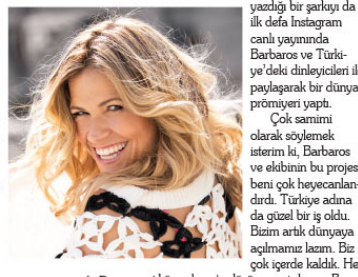 yazdığı bir şarkıyı da
ilk defa Instagram
canlı yayınında
Barbaros ve Türki-
ye'deki dinleyicileri ile
paylaşarak bir dünya
prömiyeri yaptı.
Çok samimi
olarak söylemek
isterim ki, Barbaros
ve ekibinin bu projesi
beni çok heyecanlan-
dırdı. Türkiye adına
da güzel bir iş oldu.
Bizim artık dünyaya
açılmamız lazım. Biz
çok içerde kaldık. He